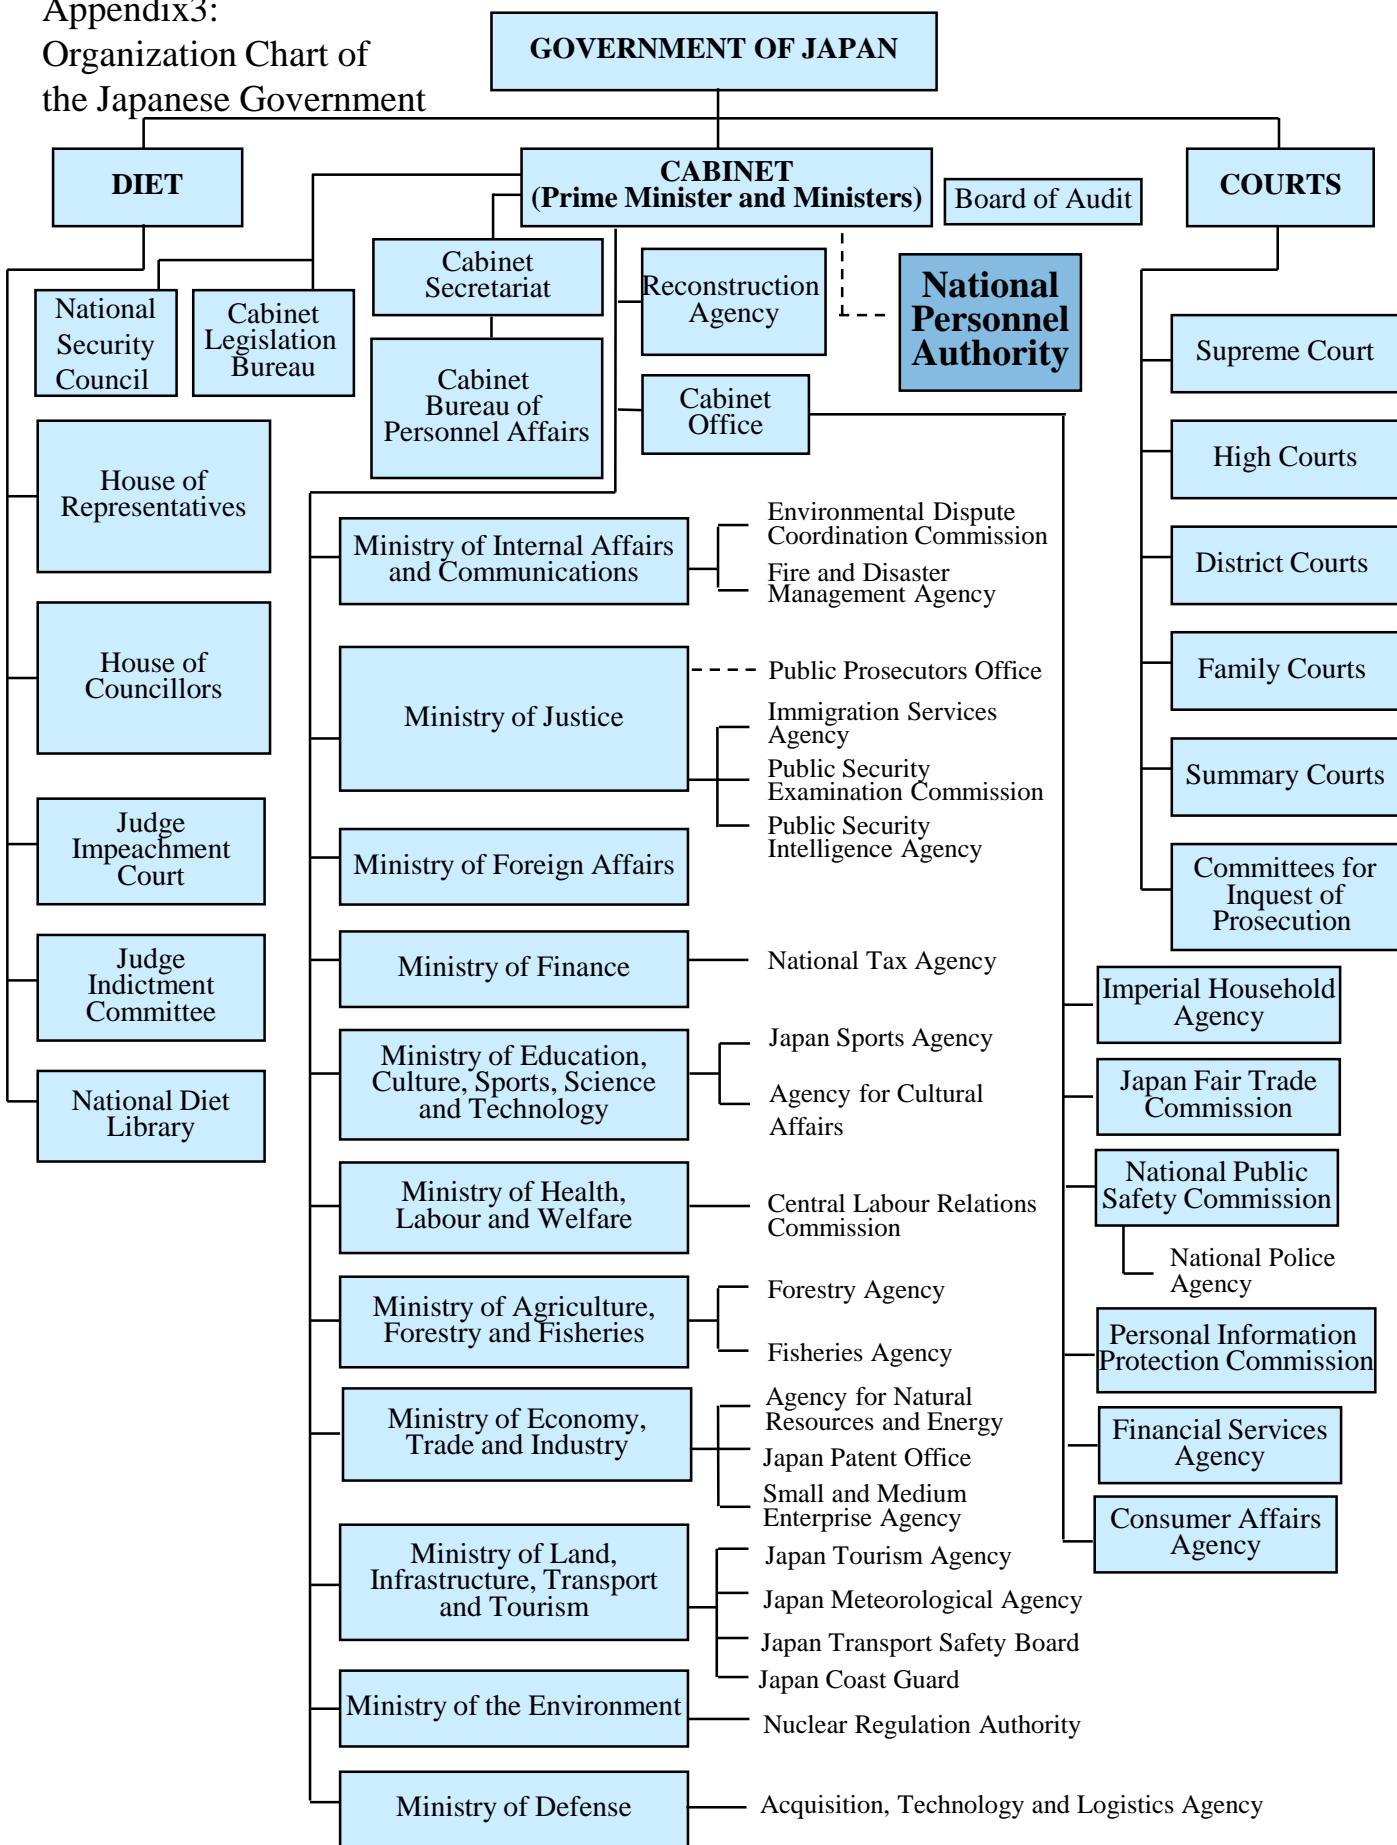 Appendix3:
Organization Chart of
the Japanese Government
GOVERNMENT OF JAPAN
DIET
CABINET
(Prime Minister and Ministers)
Board of Audit
COURTS
National
Security
Council
Cabinet
Legislation
Bureau
Cabinet
Secretariat
Cabinet
Bureau of
Personnel Affairs
Reconstruction
Agency
Cabinet
Office
National
Personnel
Authority
House of
Representatives
House of
Councillors
Judge
Impeachment
Court
Judge
Indictment
Committee
National Diet
Library
Ministry of Internal Affairs
and Communications
Environmental Dispute
Coordination Commission
Fire and Disaster
Management Agency
Ministry of Justice
Public Prosecutors Office
Immigration Services
Agency
Public Security
Examination Commission
Public Security
Intelligence Agency
Ministry of Foreign Affairs
Ministry of Finance
National Tax Agency
Ministry of Education,
Culture, Sports, Science
and Technology
Japan Sports Agency
Agency for Cultural
Affairs
Ministry of Health,
Labour and Welfare
Central Labour Relations
Commission
Ministry of Agriculture,
Forestry and Fisheries
Forestry Agency
Fisheries Agency
Ministry of Economy,
Trade and Industry
Agency for Natural
Resources and Energy
Japan Patent Office
Small and Medium
Enterprise Agency
Ministry of Land,
Infrastructure, Transport
and Tourism
Japan Tourism Agency
Japan Meteorological Agency
Japan Transport Safety Board
Japan Coast Guard
Ministry of the Environment
Nuclear Regulation Authority
Ministry of Defense
Acquisition, Technology and Logistics Agency
Supreme Court
High Courts
District Courts
Family Courts
Summary Courts
Committees for
Inquest of
Prosecution
Imperial Household
Agency
Japan Fair Trade
Commission
National Public
Safety Commission
National Police
Agency
Personal Information
Protection Commission
Financial Services
Agency
Consumer Affairs
Agency